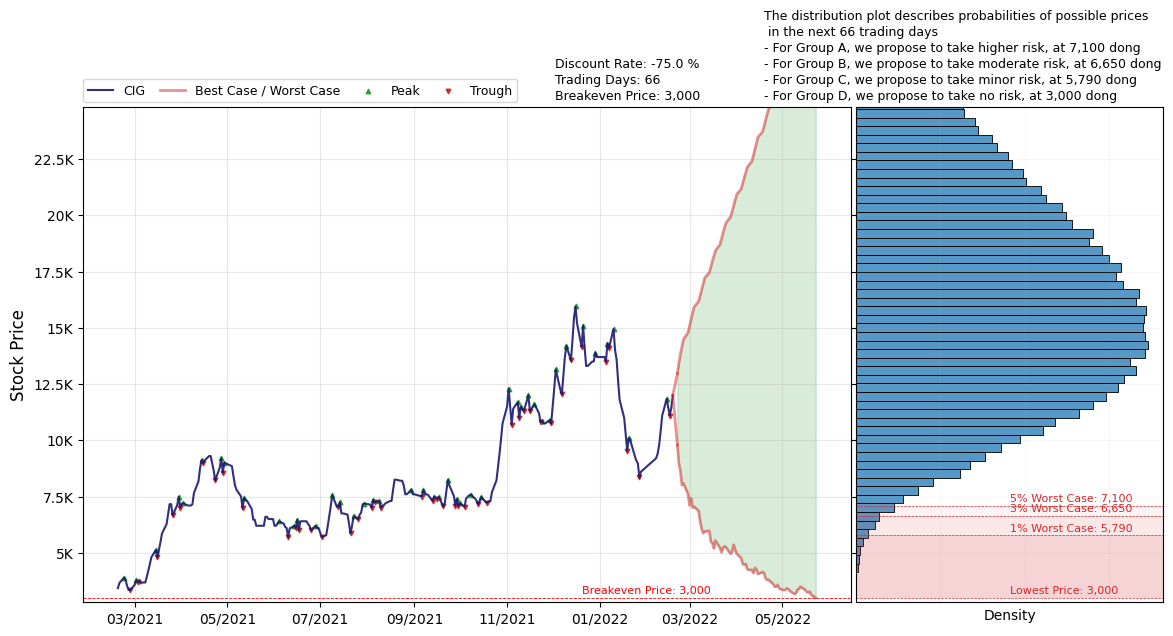 The distribution plot describes probabilities of possible prices
in the next 66 trading days
- For Group A, we propose to take higher risk, at 7,100 dong
- For Group B, we propose to take moderate risk, at 6,650 dong
- For Group C, we propose to take minor risk, at 5,790 dong
- For Group D, we propose to take no risk, at 3,000 dong
Discount Rate: -75.0 %
Trading Days: 66
Breakeven Price: 3,000
CIG Best Case / Worst Case Peak Trough
Stock Price
22.5K
20K
17.5K
15K
12.5K
10K
7.5K
5K
Breakeven Price: 3,000
03/2021 05/2021 07/2021 09/2021 11/2021 01/2022 03/2022 05/2022
5% Worst Case: 7,100
3% Worst Case: 6,650
1% Worst Case: 5,790
Lowest Price: 3,000
Density